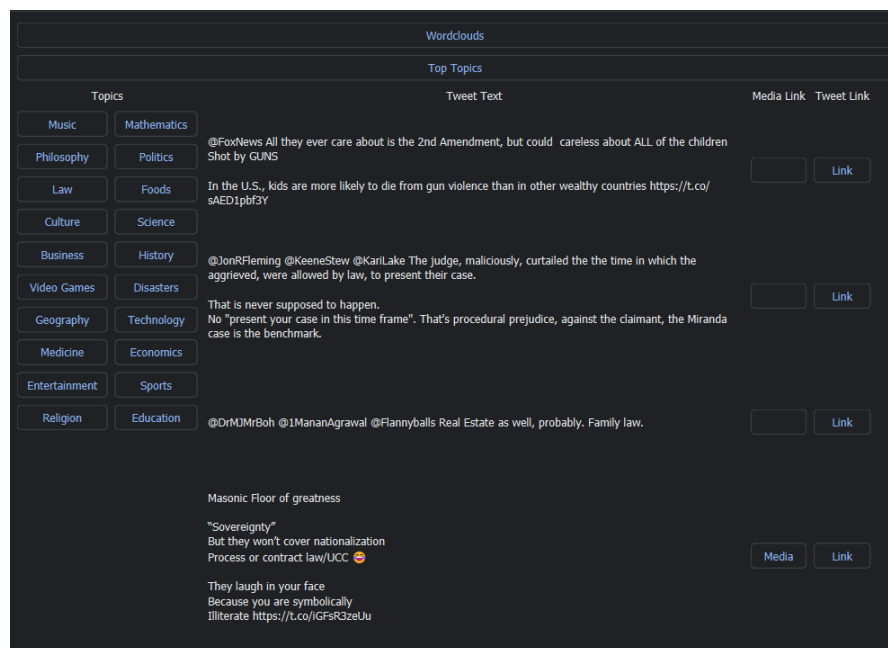 Wordclouds
Top Topics
Topics
Tweet Text
Media Link
Tweet Link
Music
Mathematics
Philosophy
Politics
Law
Foods
Culture
Science
Business
History
Video Games
Disasters
Geography
Technology
Medicine
Economics
Entertainment
Sports
Religion
Education
@FoxNews All they ever care about is the 2nd Amendment, but could  careless about ALL of the children
Shot by GUNS
In the U.S., kids are more likely to die from gun violence than in other wealthy countries https://t.co/
sAED1pbf3Y
Link
@JonRFleming @KeeneStew @KariLake The judge, maliciously, curtailed the the time in which the
aggrieved, were allowed by law, to present their case.
That is never supposed to happen.
No "present your case in this time frame". That's procedural prejudice, against the claimant, the Miranda
case is the benchmark.
Link
@DrMJMrBoh @1MananAgrawal @Flannyballs Real Estate as well, probably. Family law.
Link
Masonic Floor of greatness
“Sovereignty”
But they won’t cover nationalization
Process or contract law/UCC 😂
They laugh in your face
Because you are symbolically
Illiterate https://t.co/iGFsR3zeUu
Media
Link